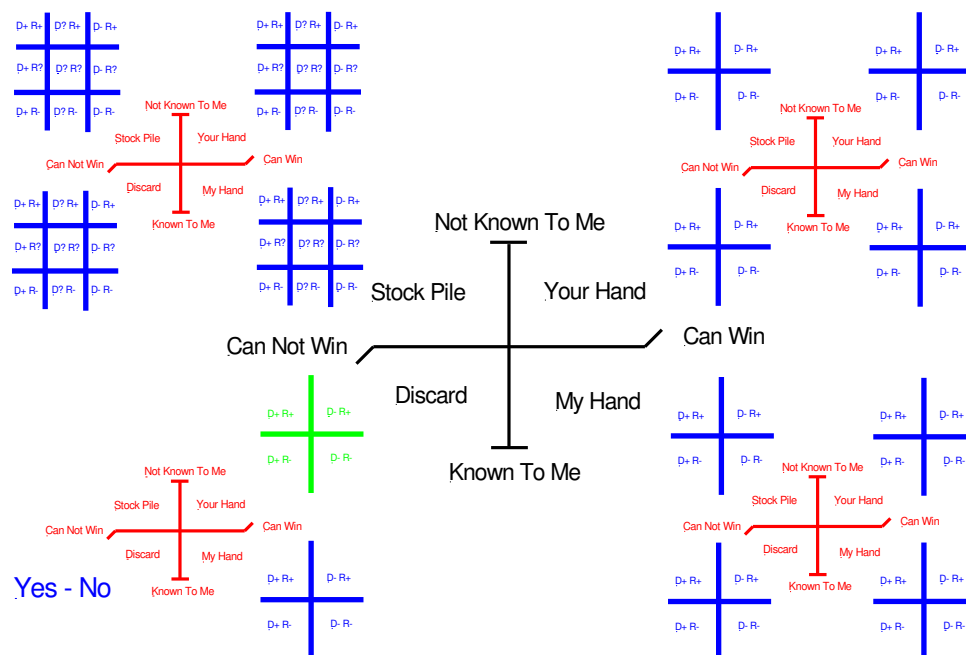 D+ R+ D? R+ D- R+
D+ R? D? R? D- R?
D+ R- D? R- D- R-
D+ R+ D? R+ D- R+
D+ R? D? R? D- R?
D+ R- D? R- D- R-
Not Known To Me
Stock Pile Your Hand
Can Not Win Can Win
Discard My Hand
Known To Me
D+ R+ D? R+ D- R+
D+ R? D? R? D- R?
D+ R- D? R- D- R-
D+ R+ D? R+ D- R+
D+ R? D? R? D- R?
D+ R- D? R- D- R-
D+ R+ D- R+
D+ R- D- R-
D+ R+ D- R+
D+ R- D- R-
Not Known To Me
Stock Pile Your Hand
Can Not Win Can Win
Discard My Hand
Known To Me
D+ R+ D- R+
D+ R- D- R-
D+ R+ D- R+
D+ R- D- R-
Not Known To Me
Stock Pile Your Hand
Can Not Win Can Win
Discard My Hand
Known To Me
D+ R+ D- R+
D+ R- D- R-
Not Known To Me
Stock Pile Your Hand
Can Not Win Can Win
Discard My Hand
Known To Me
Yes - No
D+ R+ D- R+
D+ R- D- R-
D+ R+ D- R+
D+ R- D- R-
D+ R+ D- R+
D+ R- D- R-
Not Known To Me
Stock Pile Your Hand
Can Not Win Can Win
Discard My Hand
Known To Me
D+ R+ D- R+
D+ R- D- R-
D+ R+ D- R+
D+ R- D- R-